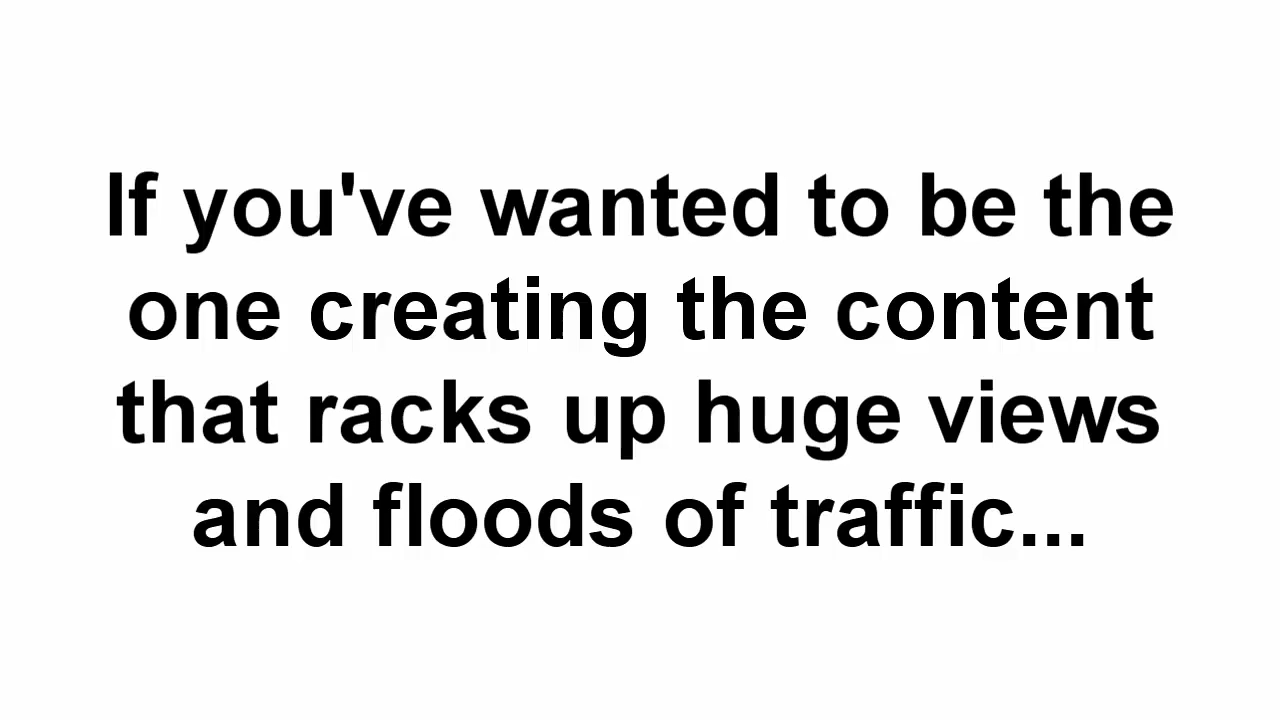 If you've wanted to be the
one creating the content
that racks up huge views
and floods of traffic...